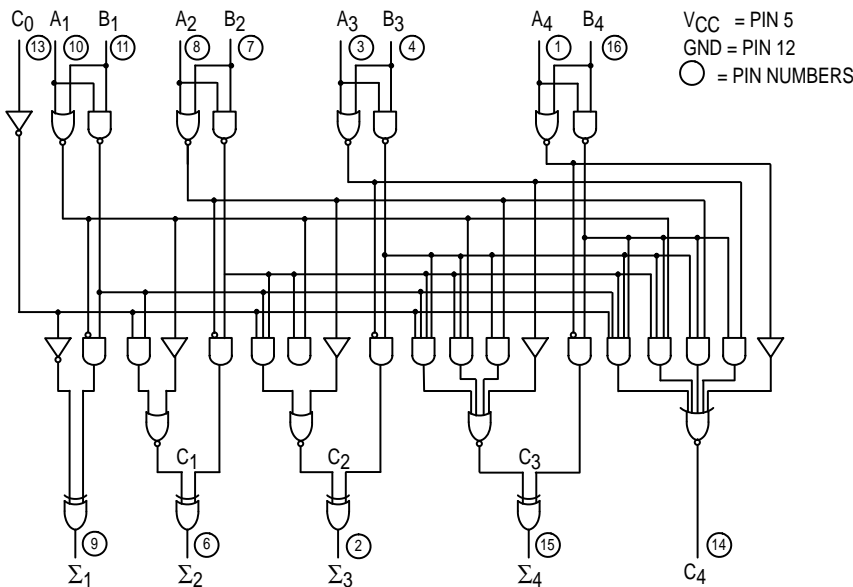 C0 A1 B1 A2 B2 A3 B3 A4 B4 VCC = PIN 5
13 10 11 8 7 3 4 1 16 GND = PIN 12
= PIN NUMBERS
C1 C2 C3
9 6 2 15 14
Σ1 Σ2 Σ3 Σ4 C4